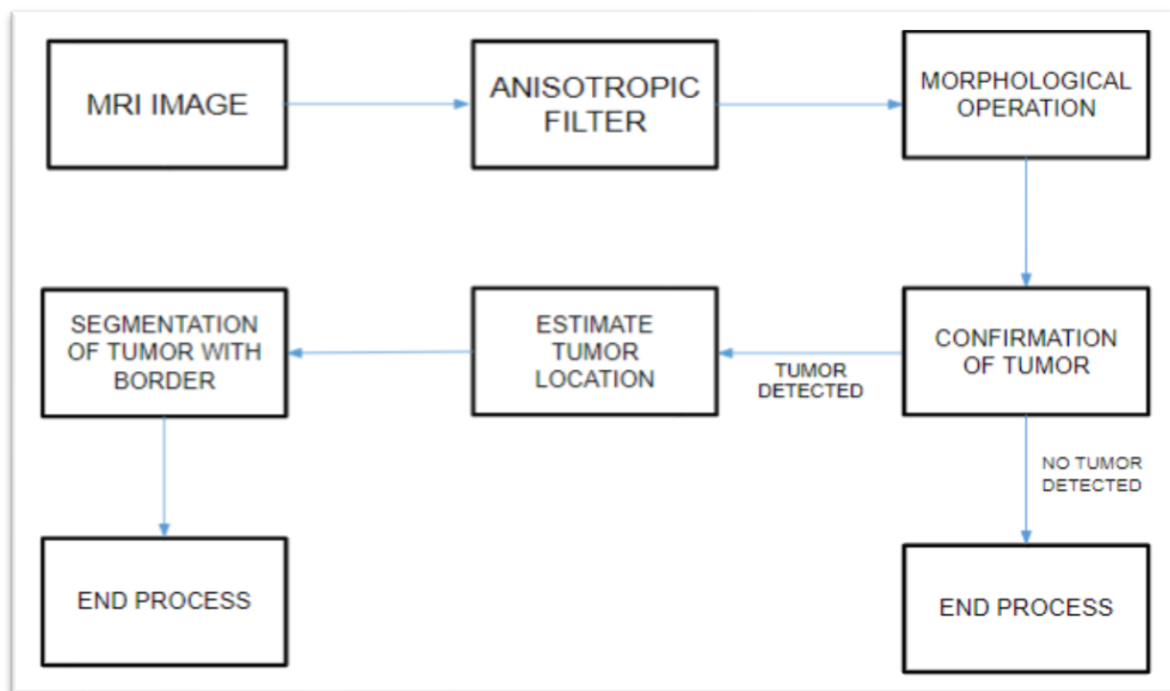 MRI IMAGE
ANISOTROPIC
FILTER
MORPHOLOGICAL
OPERATION
CONFIRMATION
OF TUMOR
TUMOR
DETECTED
ESTIMATE
TUMOR
LOCATION
SEGMENTATION
OF TUMOR WITH
BORDER
END PROCESS
NO TUMOR
DETECTED
END PROCESS